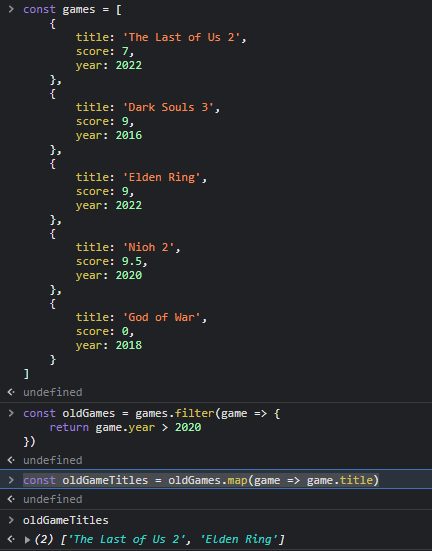 > const games = [
{
title: 'The Last of Us 2',
score: 7,
year: 2022
},
{
title: 'Dark Souls 3',
score: 9,
year: 2016
},
{
title: 'Elden Ring',
score: 9,
year: 2022
},
{
title: 'Nioh 2',
score: 9.5,
year: 2020
},
{
title: 'God of War',
score: 0,
year: 2018
}
]
undefined
> const oldGames = games.filter(game => {
return game.year > 2020
})
undefined
> const oldGameTitles = oldGames.map(game => game.title)
undefined
> oldGameTitles
(2) ['The Last of Us 2', 'Elden Ring']